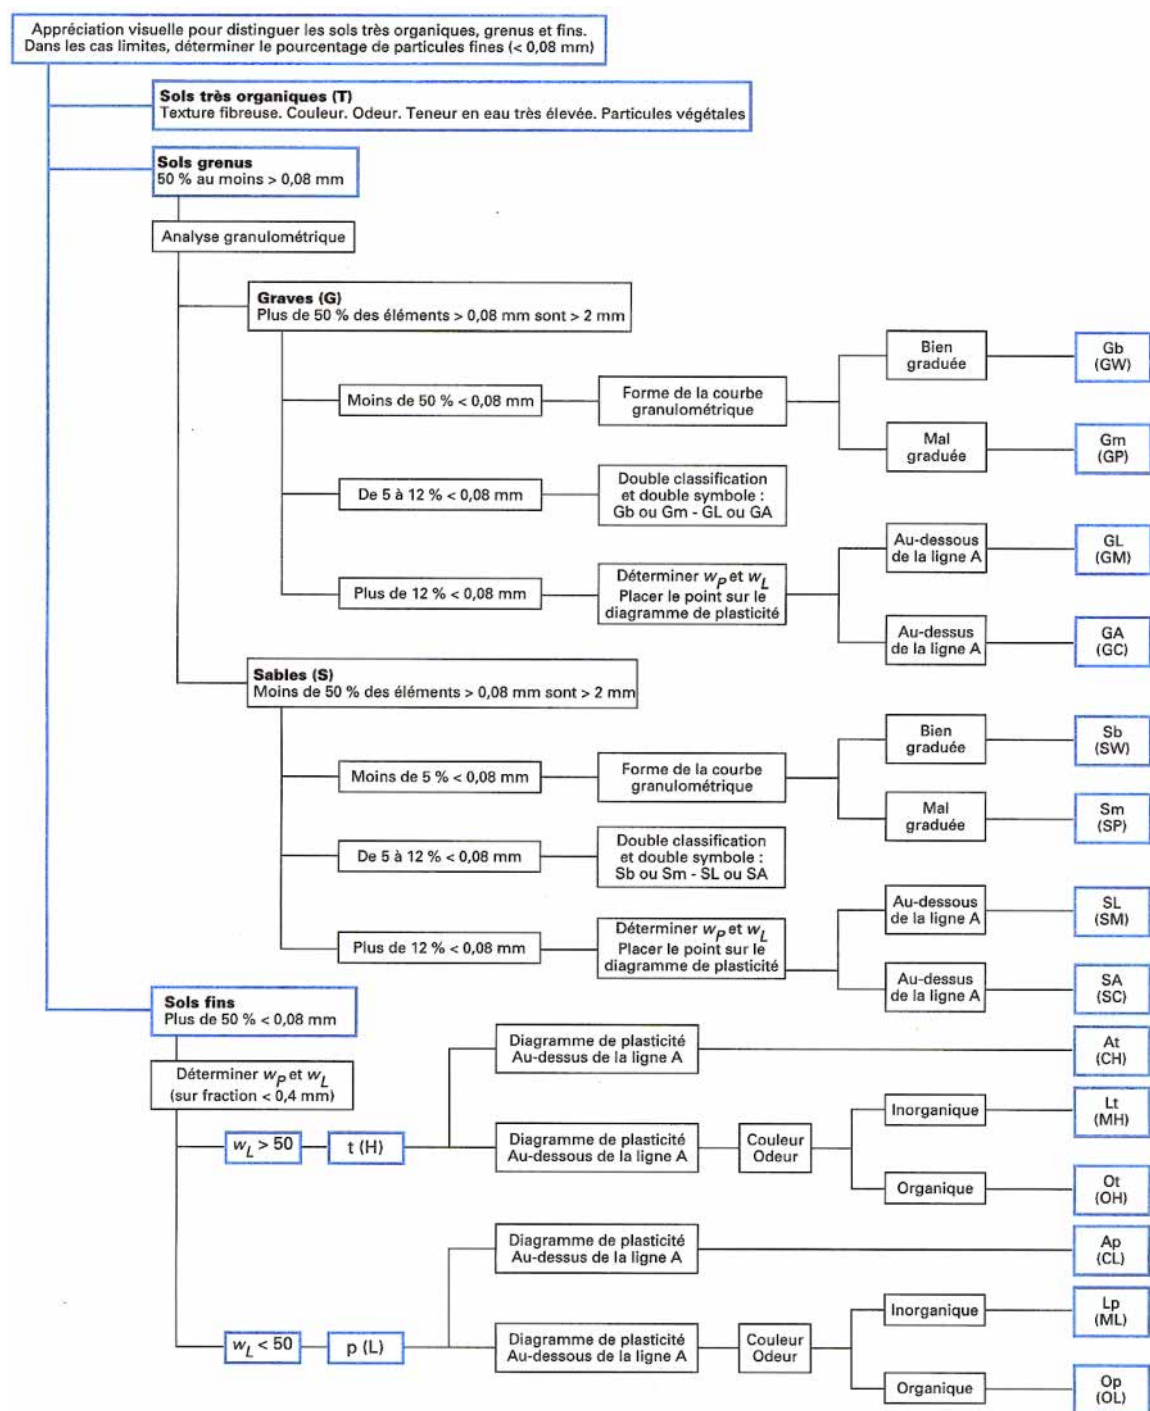 Appréciation visuelle pour distinguer les sols très organiques, grenus et fins.
Dans les cas limites, déterminer le pourcentage de particules fines (< 0,08 mm)
Sols très organiques (T)
Texture fibreuse. Couleur. Odeur. Teneur en eau très élevée. Particules végétales
Sols grenus
50 % au moins > 0,08 mm
Analyse granulométrique
Graves (G)
Plus de 50 % des éléments > 0,08 mm sont > 2 mm
Moins de 50 % < 0,08 mm
Forme de la courbe
granulométrique
Bien
graduée
Gb
(GW)
Mal
graduée
Gm
(GP)
De 5 à 12 % < 0,08 mm
Double classification
et double symbole :
Gb ou Gm - GL ou GA
Plus de 12 % < 0,08 mm
Déterminer wP et wL
Placer le point sur le
diagramme de plasticité
Au-dessous
de la ligne A
GL
(GM)
Au-dessus
de la ligne A
GA
(GC)
Sables (S)
Moins de 50 % des éléments > 0,08 mm sont > 2 mm
Moins de 5 % < 0,08 mm
Forme de la courbe
granulométrique
Bien
graduée
Sb
(SW)
Mal
graduée
Sm
(SP)
De 5 à 12 % < 0,08 mm
Double classification
et double symbole :
Sb ou Sm - SL ou SA
Plus de 12 % < 0,08 mm
Déterminer wP et wL
Placer le point sur le
diagramme de plasticité
Au-dessous
de la ligne A
SL
(SM)
Au-dessus
de la ligne A
SA
(SC)
Sols fins
Plus de 50 % < 0,08 mm
Déterminer wP et wL
(sur fraction < 0,4 mm)
wL > 50
t (H)
Diagramme de plasticité
Au-dessus de la ligne A
At
(CH)
Diagramme de plasticité
Au-dessous de la ligne A
Couleur
Odeur
Inorganique
Lt
(MH)
Organique
Ot
(OH)
wL < 50
p (L)
Diagramme de plasticité
Au-dessus de la ligne A
Ap
(CL)
Diagramme de plasticité
Au-dessous de la ligne A
Couleur
Odeur
Inorganique
Lp
(ML)
Organique
Op
(OL)